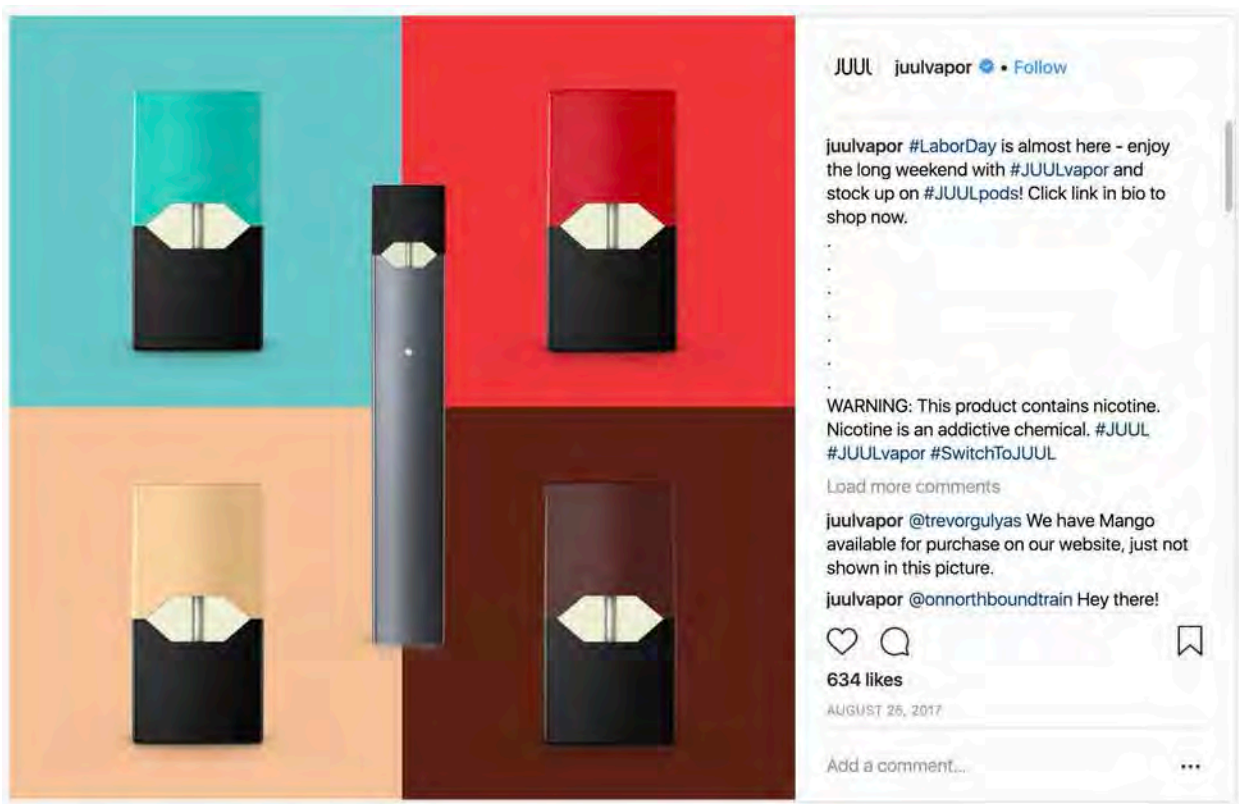 JUUL juulvapor • Follow
juulvapor #LaborDay is almost here - enjoy
the long weekend with #JUULvapor and
stock up on #JUULpods! Click link in bio to
shop now.
.
.
.
.
.
.
.
WARNING: This product contains nicotine.
Nicotine is an addictive chemical. #JUUL
#JUULvapor #SwitchToJUUL
Load more comments
juulvapor @trevorgulyas We have Mango
available for purchase on our website, just not
shown in this picture.
juulvapor @onnorthboundtrain Hey there!
634 likes
AUGUST 26, 2017
Add a comment...